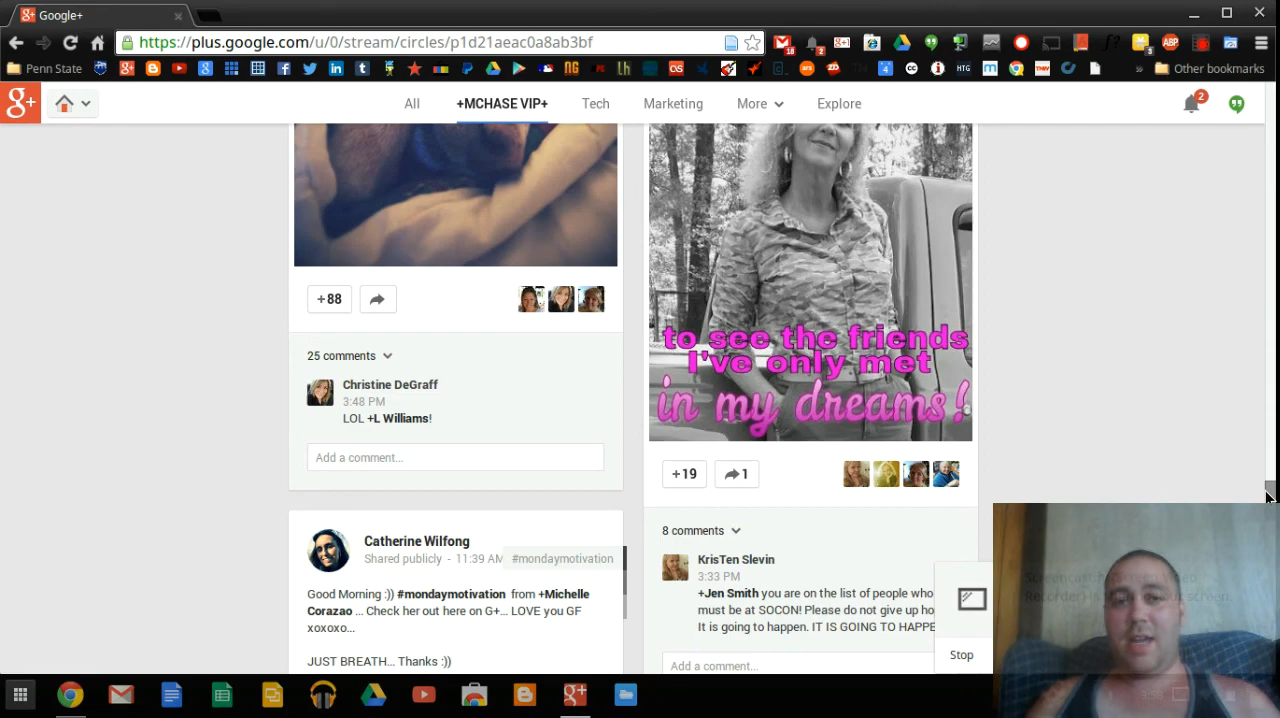 Google+
https://plus.google.com/u/0/stream/circles/p1d21aeac0a8ab3bf
Penn State
Other bookmarks
All
+MCHASE VIP+
Tech
Marketing
More
Explore
2
to see the friends
I've only met
in my dreams!
+88
25 comments
Christine DeGraff
3:48 PM
LOL +L Williams!
Add a comment...
+19
1
8 comments
KrisTen Slevin
3:33 PM
+Jen Smith you are on the list of people who
must be at SOCON! Please do not give up ho
It is going to happen. IT IS GOING TO HAPPE
Add a comment...
Catherine Wilfong
Shared publicly - 11:39 AM
#mondaymotivation
Good Morning :)) #mondaymotivation from +Michelle
Corazao ... Check her out here on G+... LOVE you GF
xoxoxo...
JUST BREATH... Thanks :))
Stop